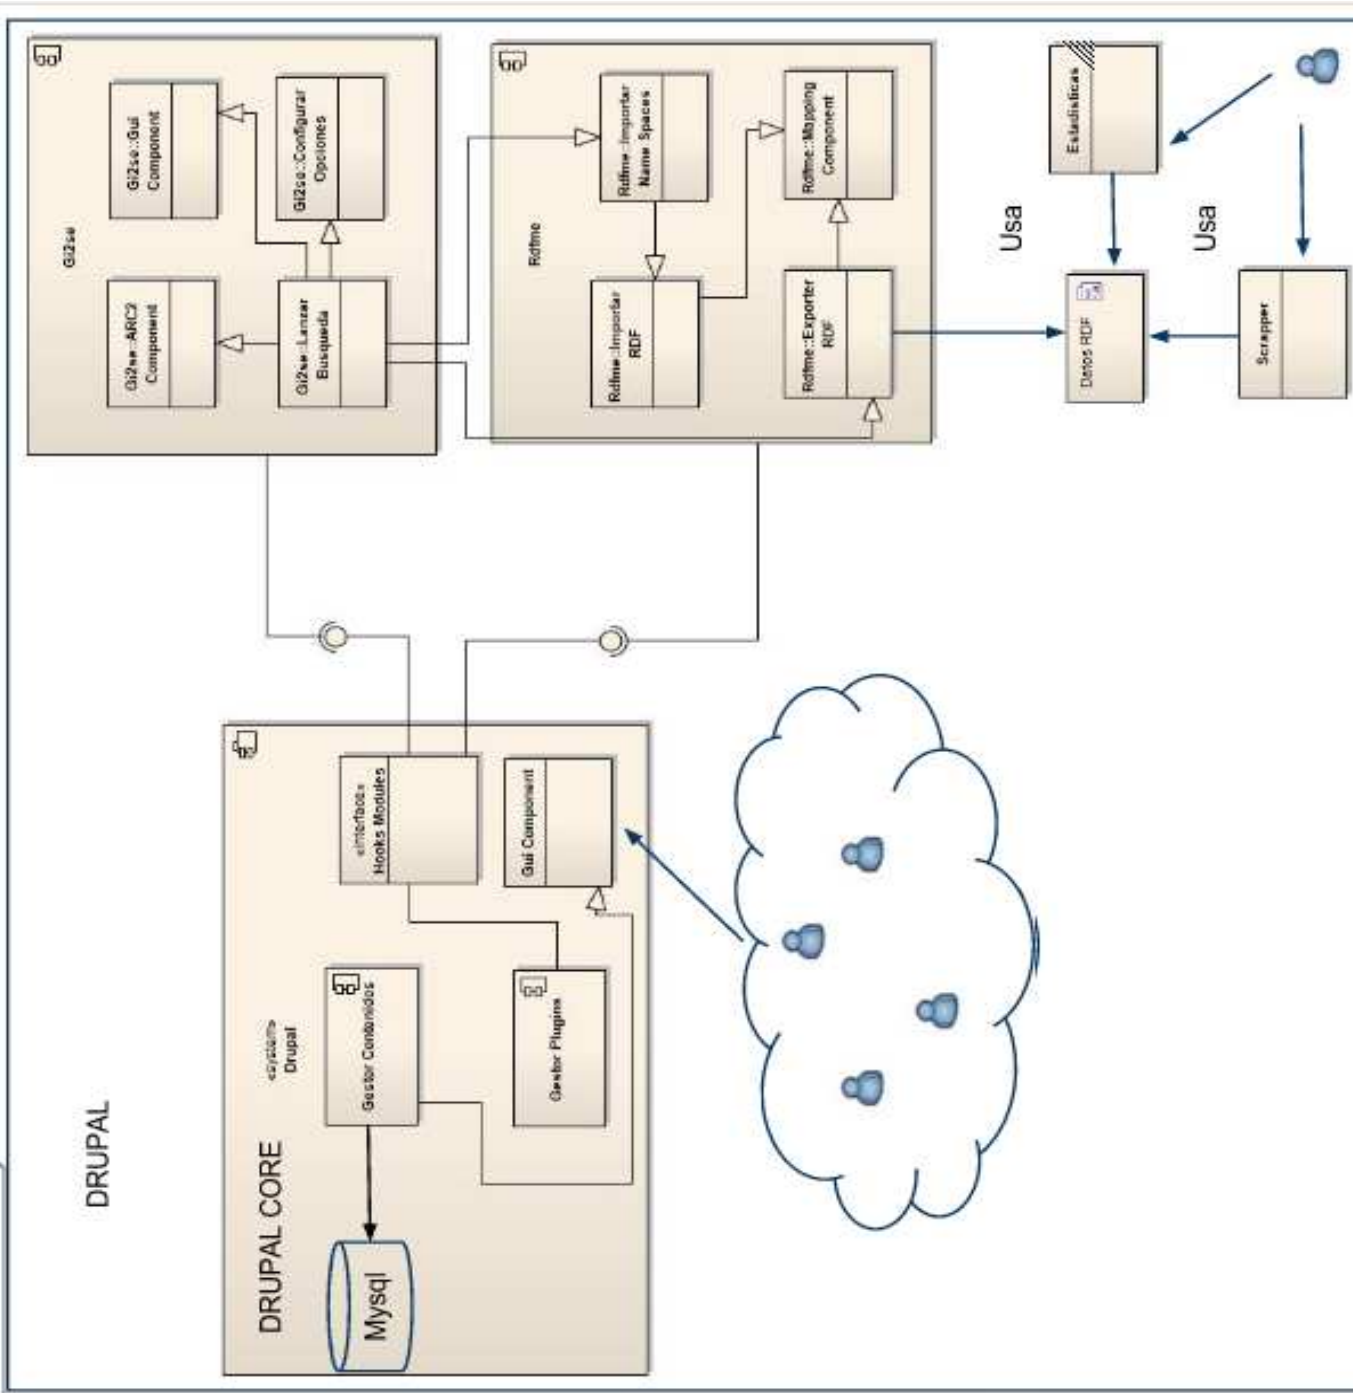 DRUPAL
DRUPAL CORE
«system»
Drupal
Mysql
Gestor Contenidos
Gestor Plugins
«interface»
Hooks Modules
Gui Component
Gi2se
Gi2se::ARC2
Component
Gi2se::Gui
Component
Gi2se::Lanzar
Busqueda
Gi2se::Configurar
Opciones
Rdfme
Rdfme::Importar
RDF
Rdfme::Importar
Name Spaces
Rdfme::Exporter
RDF
Rdfme::Mapping
Component
Usa
Datos RDF
Estadisticas
Usa
Scrapper